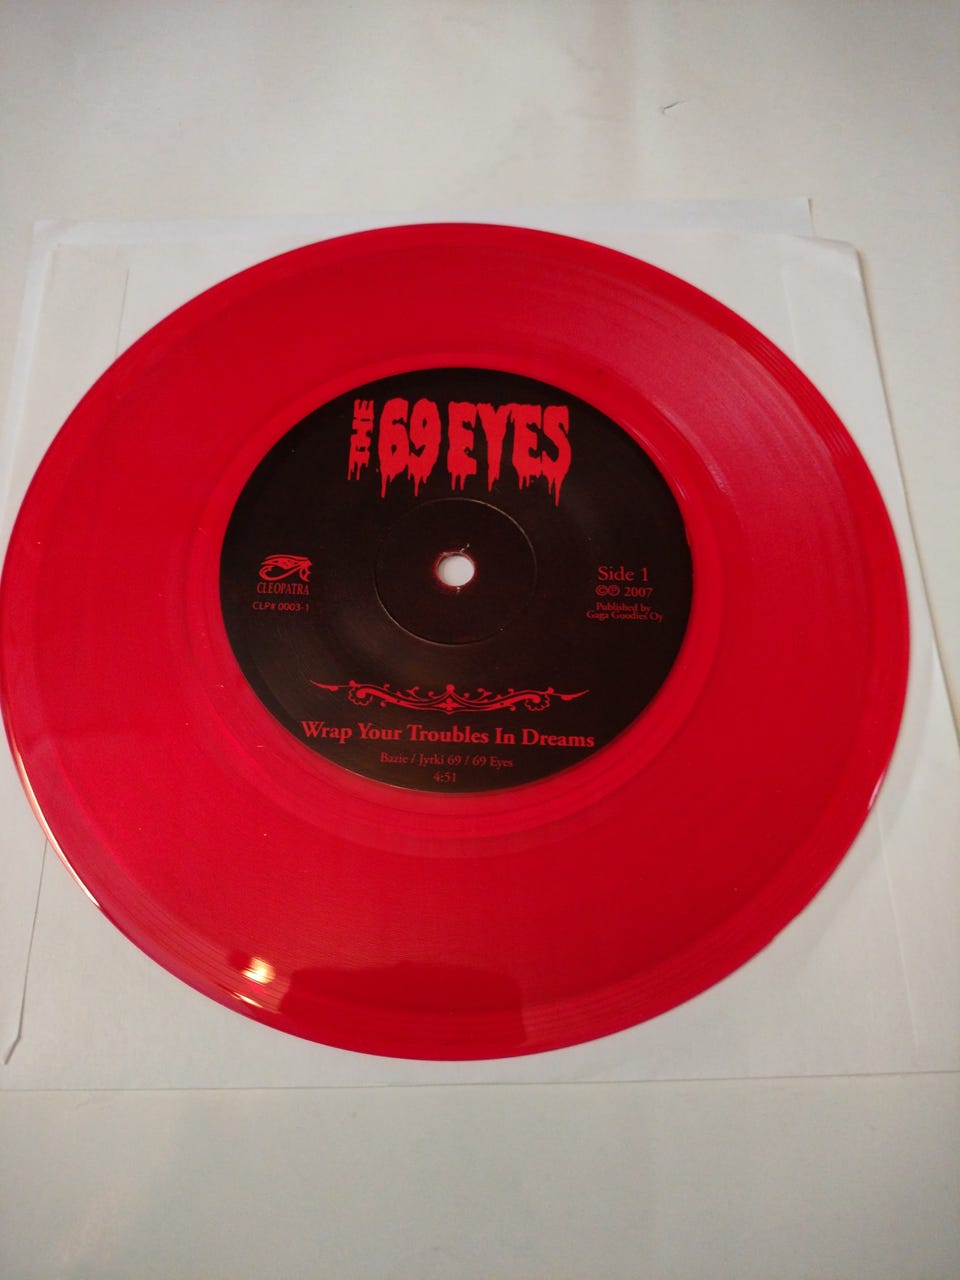 THE 69 EYES
CLEOPATRA
CLP# 0003-1
Side 1
©℗ 2007
Published by
Gaga Goodies Oy
Wrap Your Troubles In Dreams
Bazie / Jyrki 69 / 69 Eyes
4:51